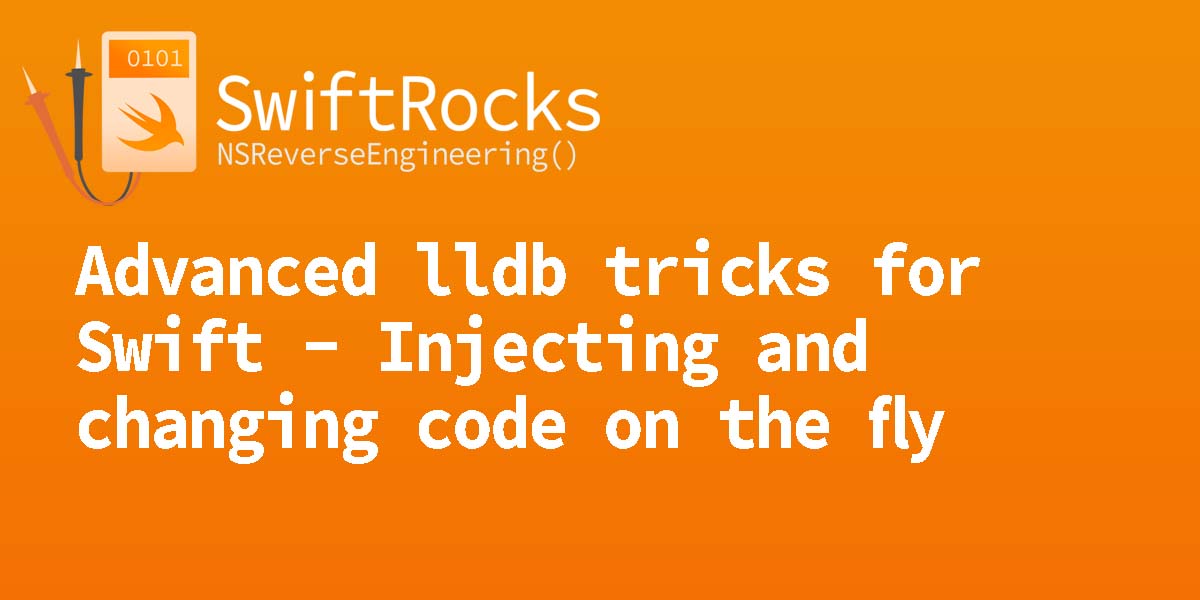 0101
SwiftRocks
NSReverseEngineering()
Advanced lldb tricks for
Swift - Injecting and
changing code on the fly